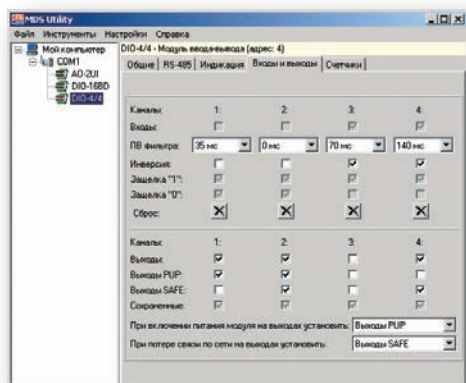 MDS Utility
Файл Инструменты Настройки Справка
Мой компьютер
COM1
AO-2UI
DIO-16BD
DIO-4/4
DIO-4/4 - Модуль ввода-вывода (адрес: 4)
Общие RS-485 Индикация Входы и выходы Счетчики
Каналы: 1: 2: 3: 4:
Входы:
ПВ фильтра: 35 мс 0 мс 70 мс 140 мс
Инверсия:
Защелка "1":
Защелка "0":
Сброс:
Каналы: 1: 2: 3: 4:
Выходы:
Выходы PUP:
Выходы SAFE:
Сохраненные:
При включении питания модуля на выходах установить: Выходы PUP
При потере связи по сети на выходах установить: Выходы SAFE